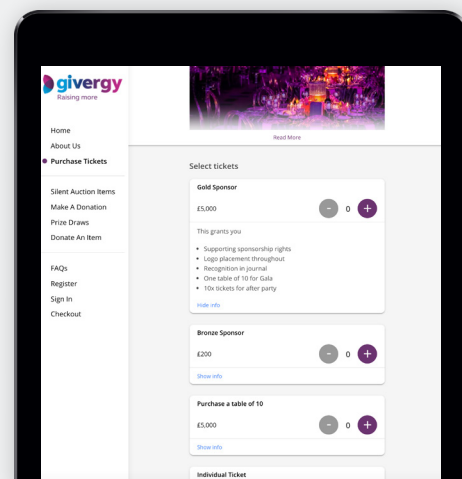 givergy
Raising more
Home
About Us
Purchase Tickets
Silent Auction Items
Make A Donation
Prize Draws
Donate An Item
FAQs
Register
Sign In
Checkout
Read More
Select tickets
Gold Sponsor
£5,000
- 0 +
This grants you
• Supporting sponsorship rights
• Logo placement throughout
• Recognition in journal
• One table of 10 for Gala
• 10x tickets for after party
Hide info
Bronze Sponsor
£200
- 0 +
Show info
Purchase a table of 10
£5,000
- 0 +
Show info
Individual Ticket